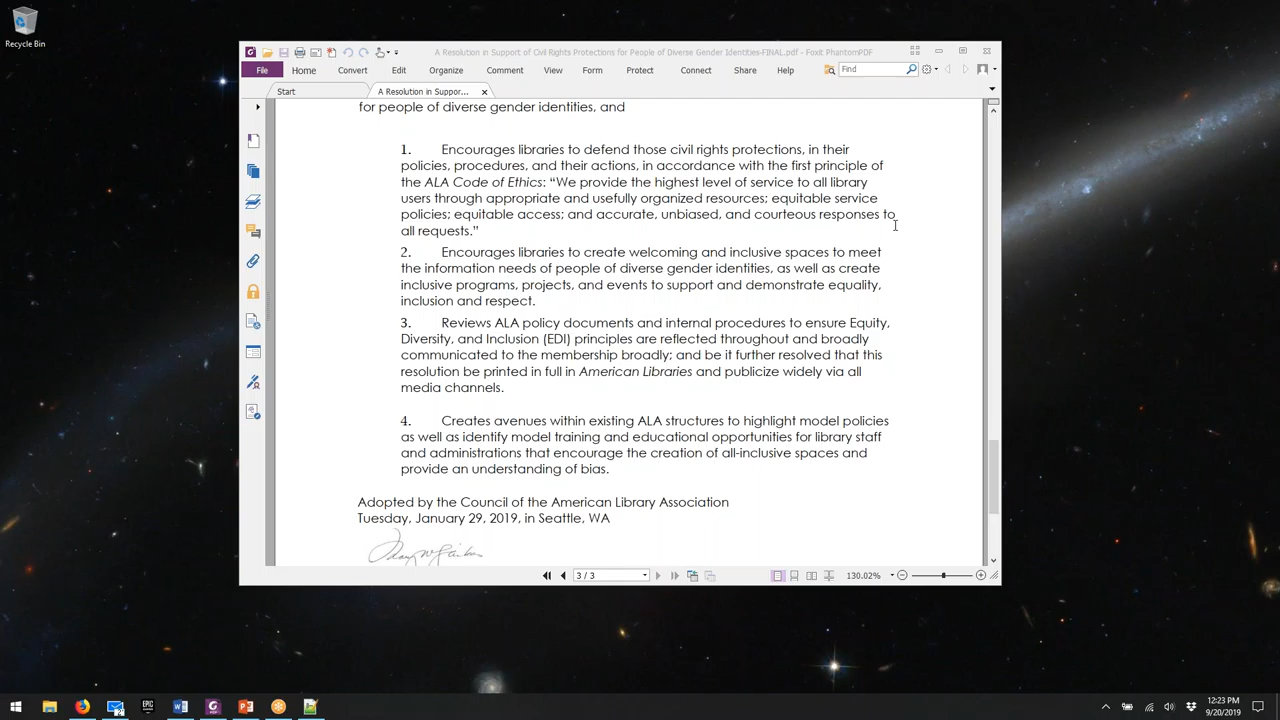 Recycle Bin
A Resolution in Support of Civil Rights Protections for People of Diverse Gender Identities-FINAL.pdf - Foxit PhantomPDF
File Home Convert Edit Organize Comment View Form Protect Connect Share Help Find
Start A Resolution in Suppor...
for people of diverse gender identities, and
1. Encourages libraries to defend those civil rights protections, in their
policies, procedures, and their actions, in accordance with the first principle of
the ALA Code of Ethics: “We provide the highest level of service to all library
users through appropriate and usefully organized resources; equitable service
policies; equitable access; and accurate, unbiased, and courteous responses to
all requests.”
2. Encourages libraries to create welcoming and inclusive spaces to meet
the information needs of people of diverse gender identities, as well as create
inclusive programs, projects, and events to support and demonstrate equality,
inclusion and respect.
3. Reviews ALA policy documents and internal procedures to ensure Equity,
Diversity, and Inclusion (EDI) principles are reflected throughout and broadly
communicated to the membership broadly; and be it further resolved that this
resolution be printed in full in American Libraries and publicize widely via all
media channels.
4. Creates avenues within existing ALA structures to highlight model policies
as well as identify model training and educational opportunities for library staff
and administrations that encourage the creation of all-inclusive spaces and
provide an understanding of bias.
Adopted by the Council of the American Library Association
Tuesday, January 29, 2019, in Seattle, WA
3 / 3 130.02%
EPIC
12:23 PM
9/20/2019